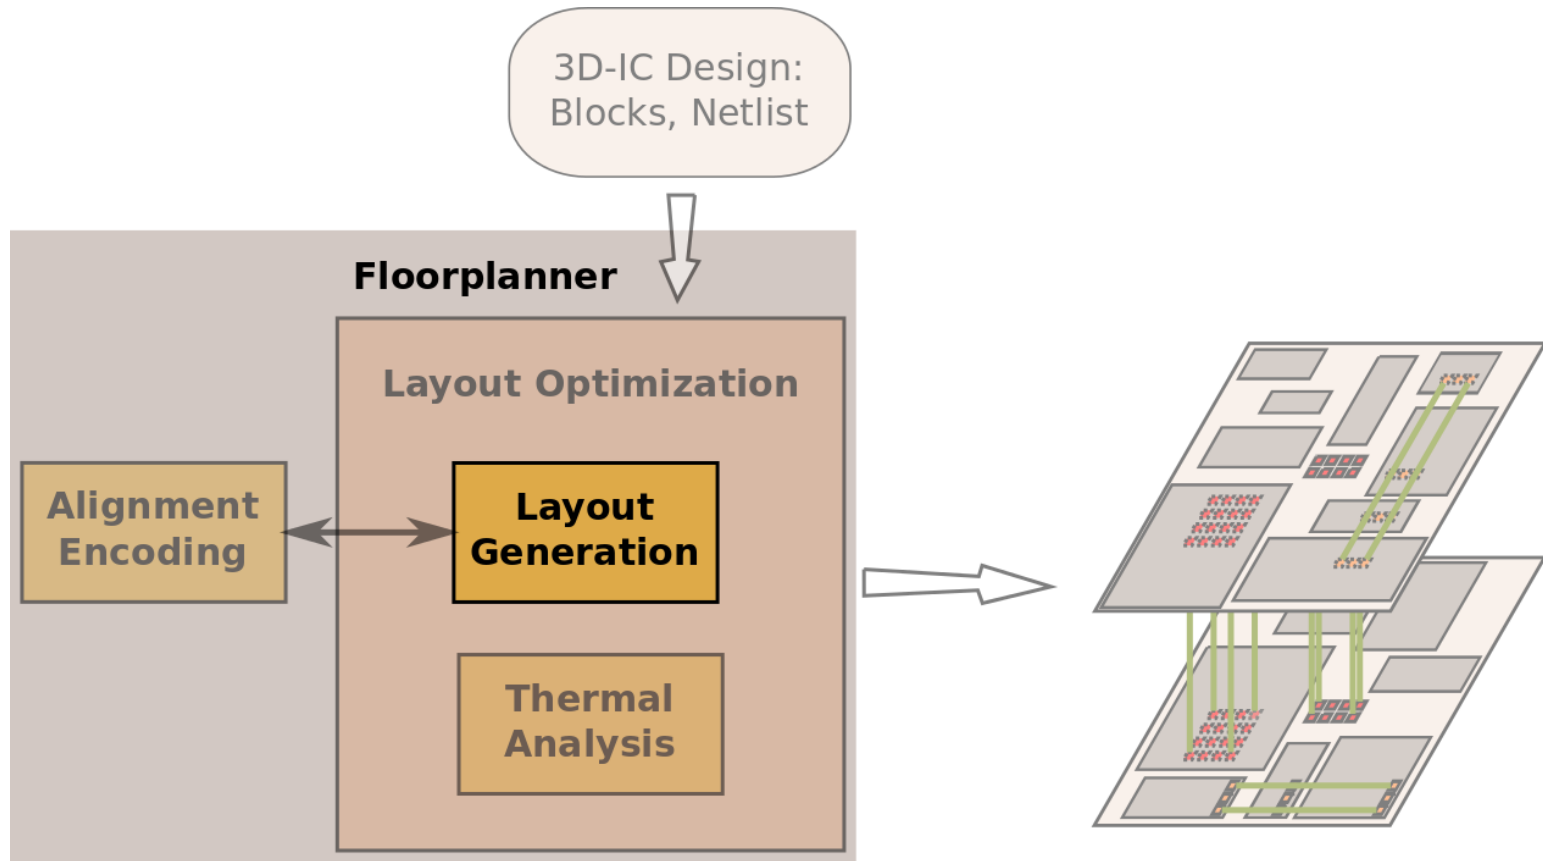 3D-IC Design:
Blocks, Netlist
Floorplanner
Layout Optimization
Alignment
Encoding
Layout
Generation
Thermal
Analysis